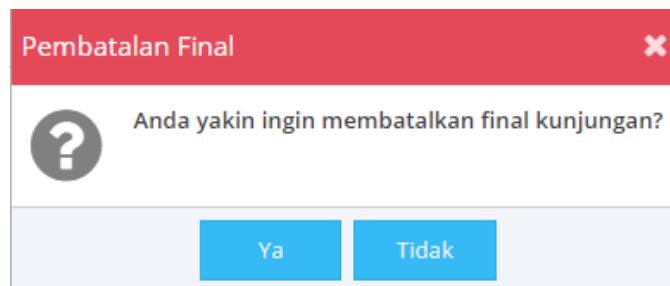 Pembatalan Final
Anda yakin ingin membatalkan final kunjungan?
Ya
Tidak